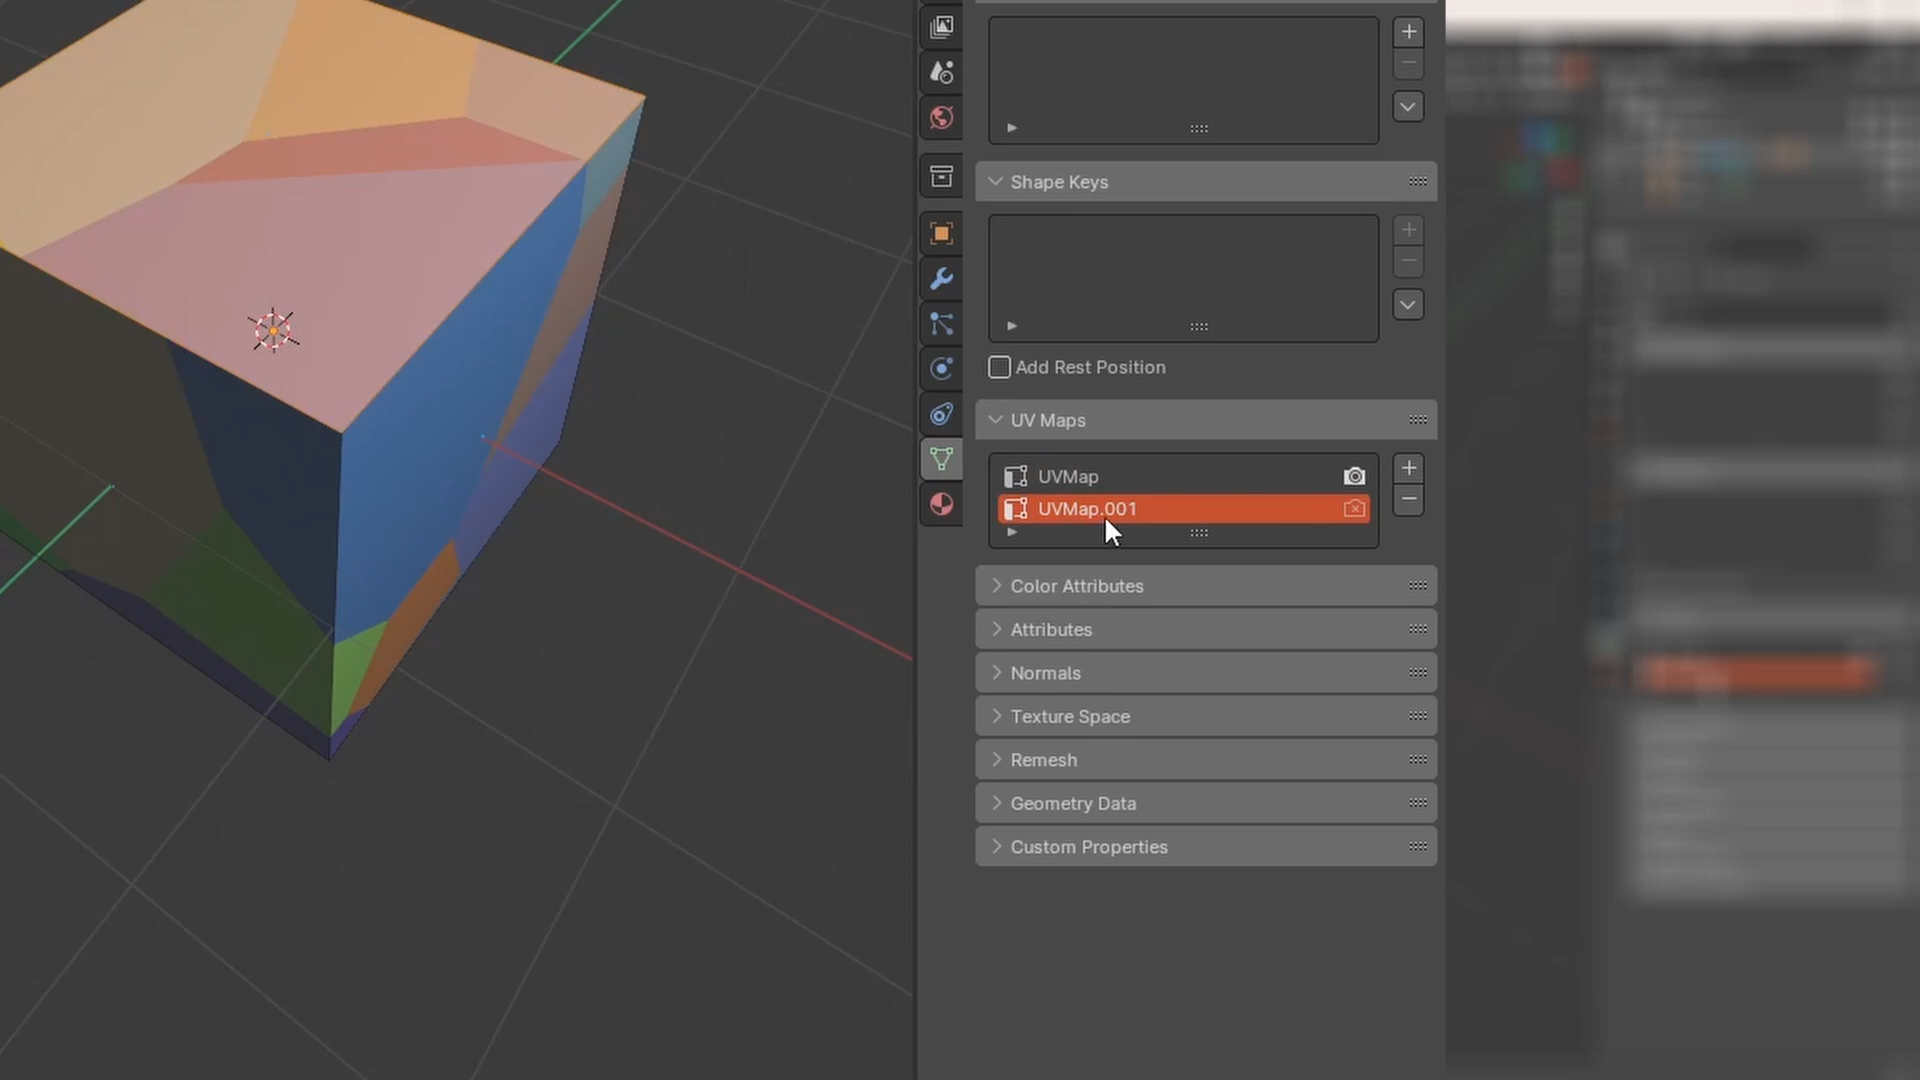 Shape Keys
Add Rest Position
UV Maps
UVMap
UVMap.001
Color Attributes
Attributes
Normals
Texture Space
Remesh
Geometry Data
Custom Properties